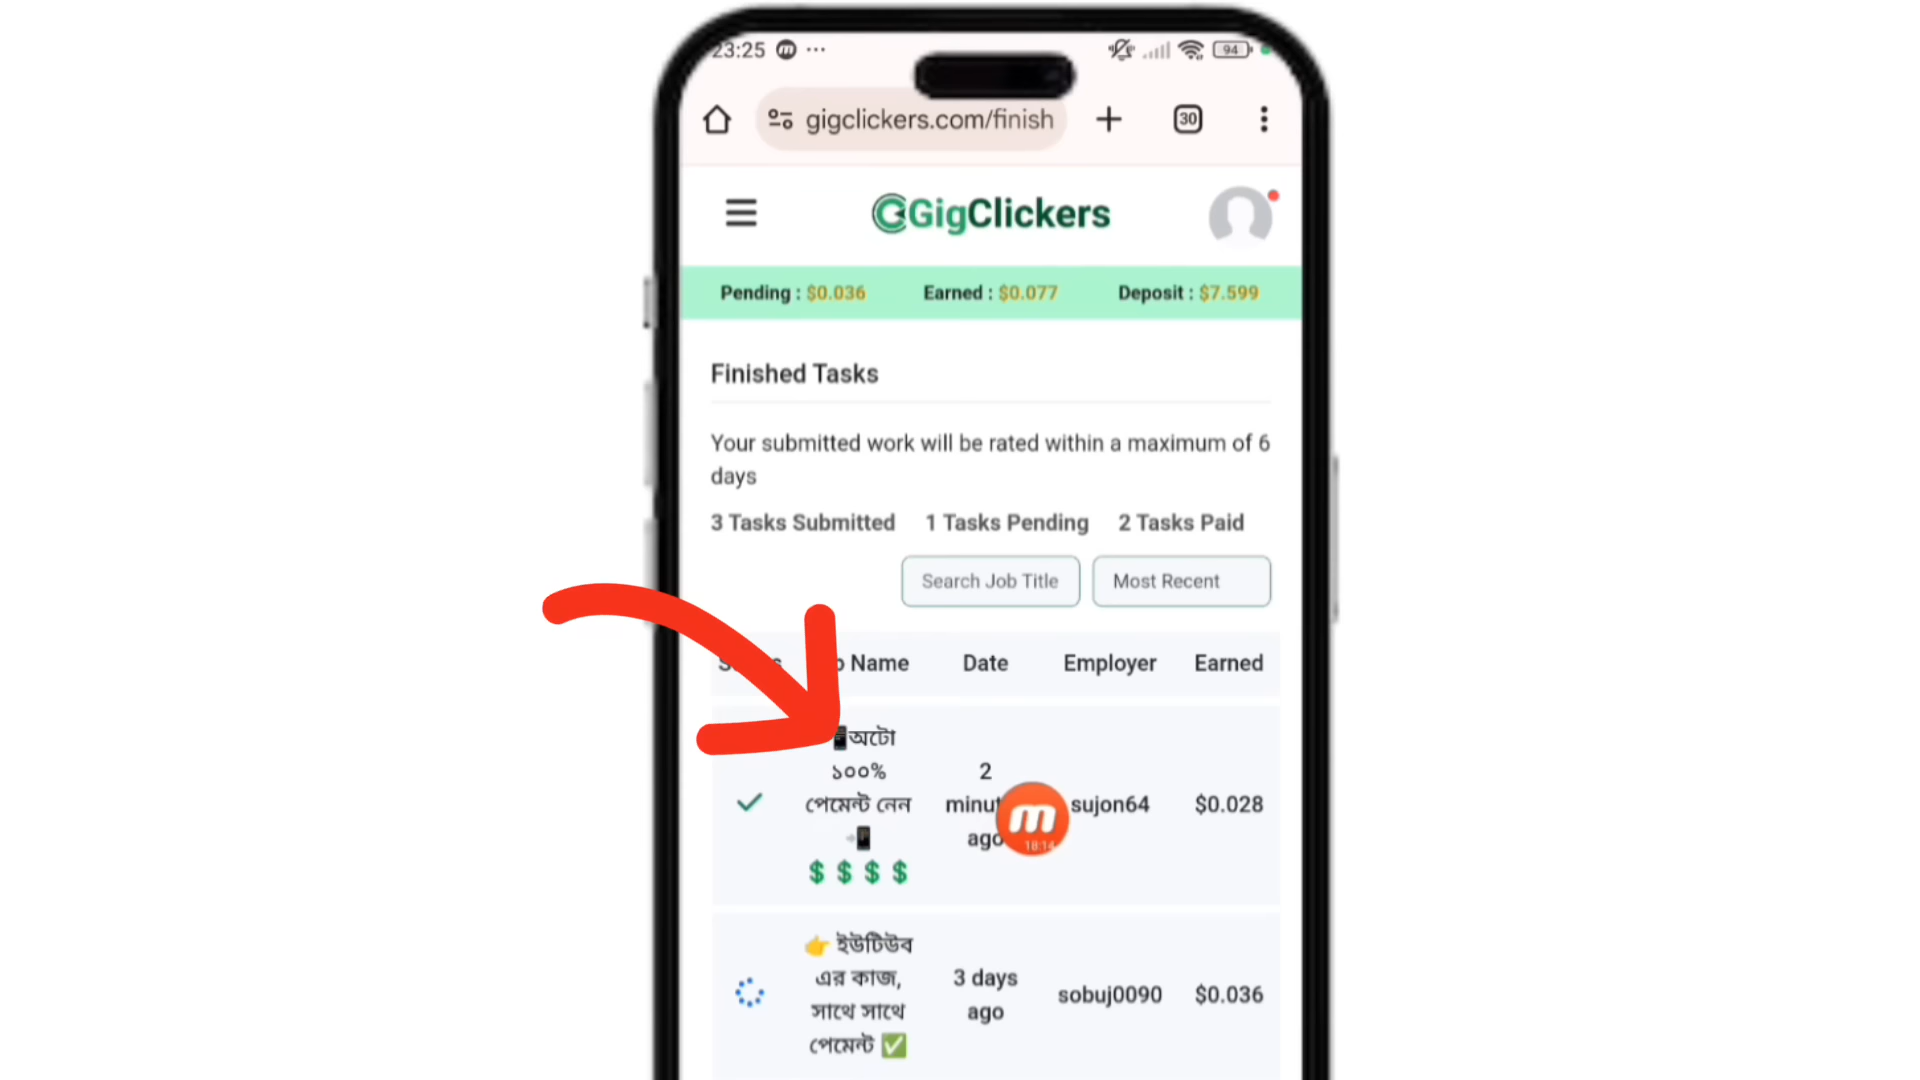 23:25
94
gigclickers.com/finish
30
GigClickers
Pending : $0.036 Earned : $0.077 Deposit : $7.599
Finished Tasks
Your submitted work will be rated within a maximum of 6
days
3 Tasks Submitted 1 Tasks Pending 2 Tasks Paid
Search Job Title Most Recent
Name Date Employer Earned
📲অটো
১০০%
পেমেন্ট নেন
📲
💲💲💲💲
2
ago
sujon64 $0.028
18:14
👉 ইউটিউব
এর কাজ,
সাথে সাথে
পেমেন্ট ✅
3 days
ago
sobuj0090 $0.036